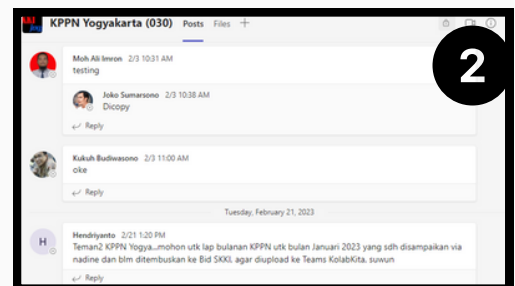 KPPN Yogyakarta (030) Posts Files
2
Moh Ali Imron 2/3 10:31 AM
testing
Joko Sumarsono 2/3 10:38 AM
Dicopy
Reply
Kukuh Budiwasono 2/3 11:00 AM
oke
Reply
Tuesday, February 21, 2023
H
Hendriyanto 2/21 1:20 PM
Teman2 KPPN Yogya...mohon utk lap bulanan KPPN utk bulan Januari 2023 yang sdh disampaikan via
nadine dan blm ditembuskan ke Bid SKKI, agar diupload ke Teams KolabKita, suwun
Reply